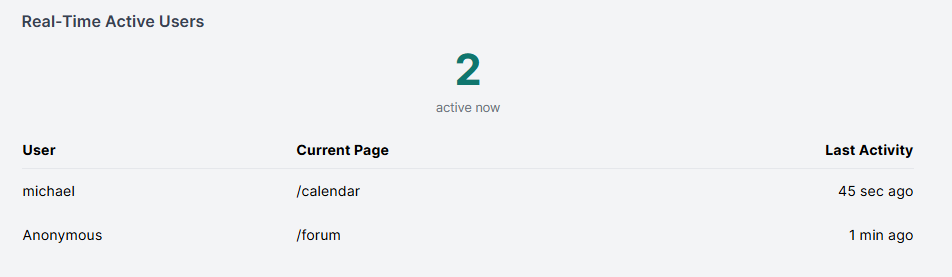 Real-Time Active Users
2
active now
User Current Page Last Activity
michael /calendar 45 sec ago
Anonymous /forum 1 min ago